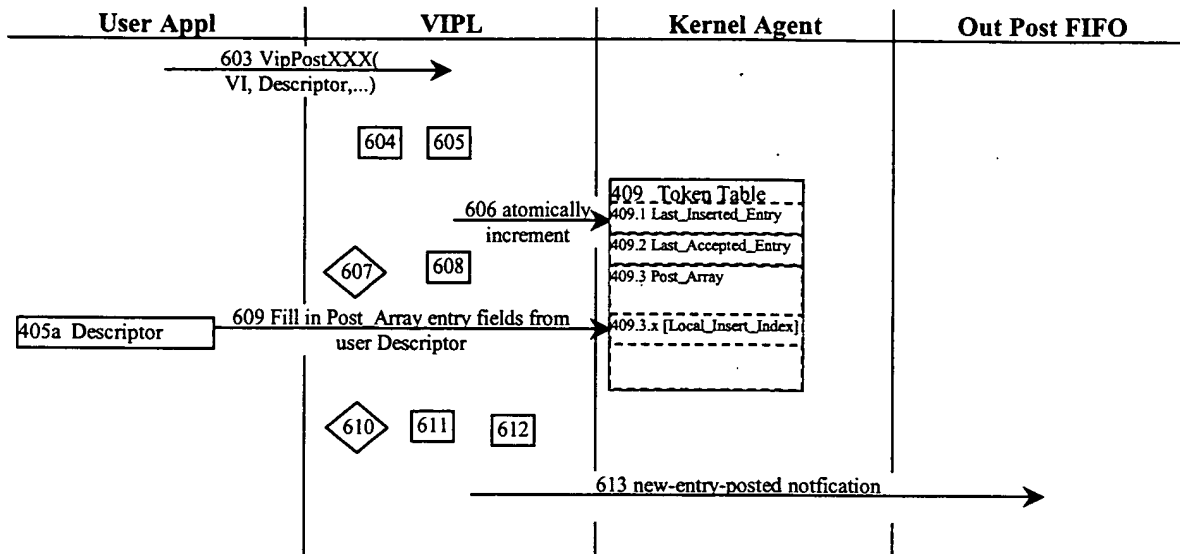 User Appl
VIPL
Kernel Agent
Out Post FIFO
603 VipPostXXX(
VI, Descriptor,...)
604
605
409 Token Table
409.1 Last_Inserted_Entry
606 atomically
increment
409.2 Last_Accepted_Entry
607
608
409.3 Post_Array
405a Descriptor
609 Fill in Post_Array entry fields from
user Descriptor
409.3.x [Local_Insert_Index]
610
611
612
613 new-entry-posted notfication